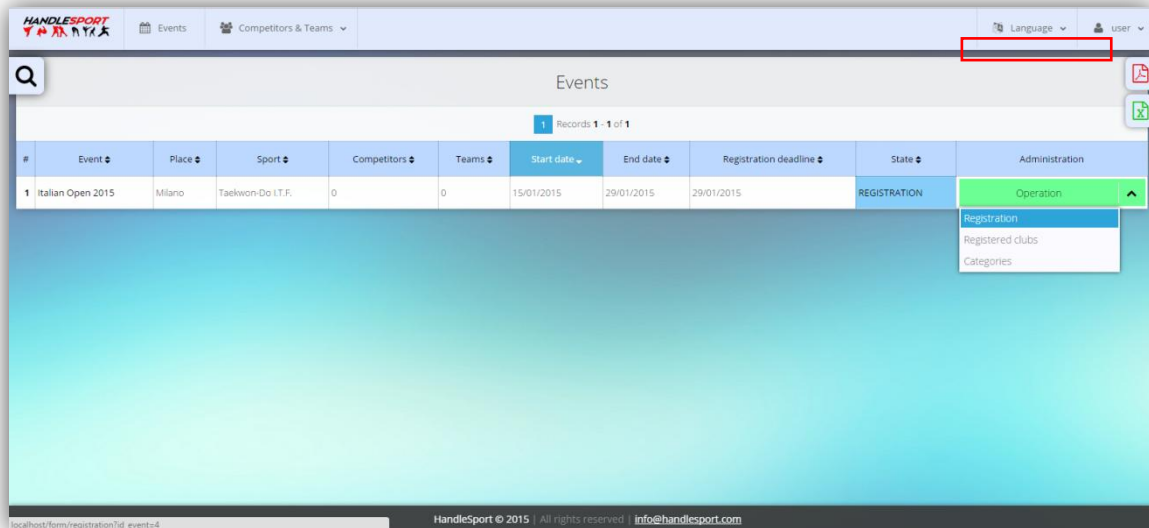 HANDLESPORT Events Competitors & Teams Language user
Events
1 Records 1 - 1 of 1
# Event Place Sport Competitors Teams Start date End date Registration deadline State Administration
1 Italian Open 2015 Milano Taekwon-Do I.T.F. 0 0 15/01/2015 29/01/2015 29/01/2015 REGISTRATION Operation
Registration
Registered clubs
Categories
HandleSport © 2015 | All rights reserved | info@handlesport.com
localhost/form/registration?id_event=4